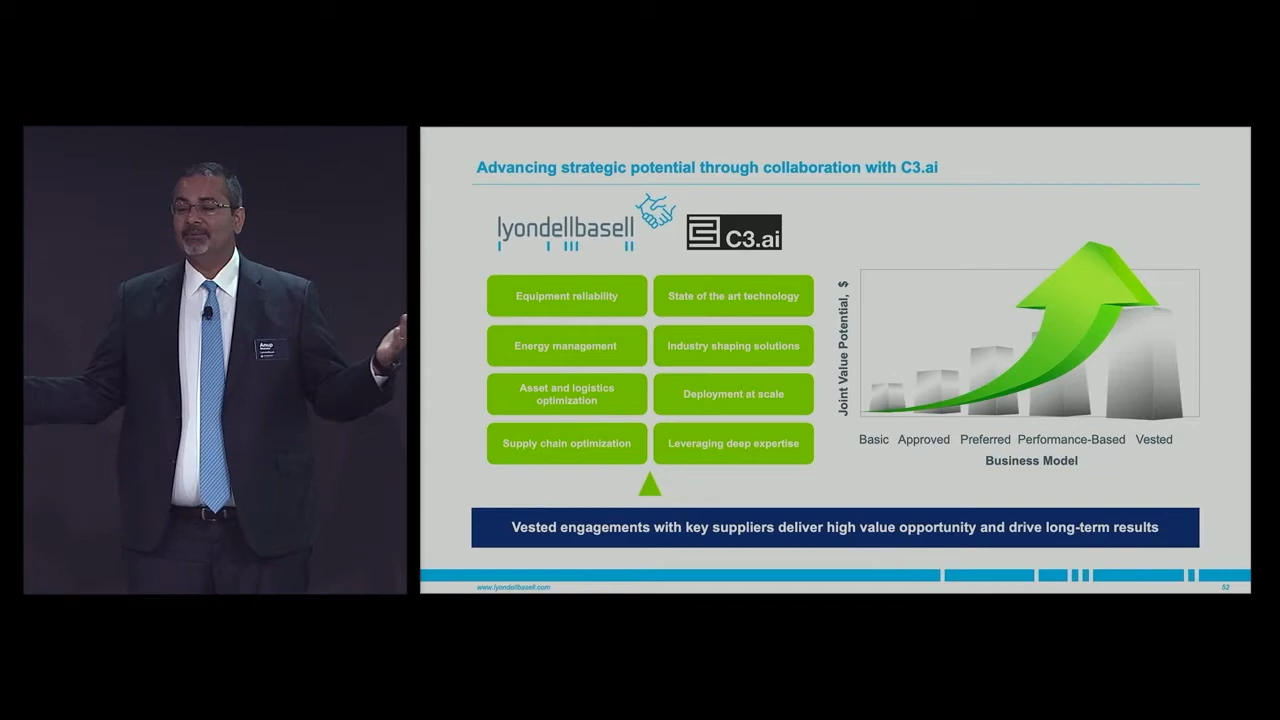 Advancing strategic potential through collaboration with C3.ai
lyondellbasell
C3.ai
Equipment reliability
State of the art technology
Energy management
Industry shaping solutions
Asset and logistics
optimization
Deployment at scale
Supply chain optimization
Leveraging deep expertise
Joint Value Potential, $
Basic Approved Preferred Performance-Based Vested
Business Model
Vested engagements with key suppliers deliver high value opportunity and drive long-term results
www.lyondellbasell.com
52
Anup